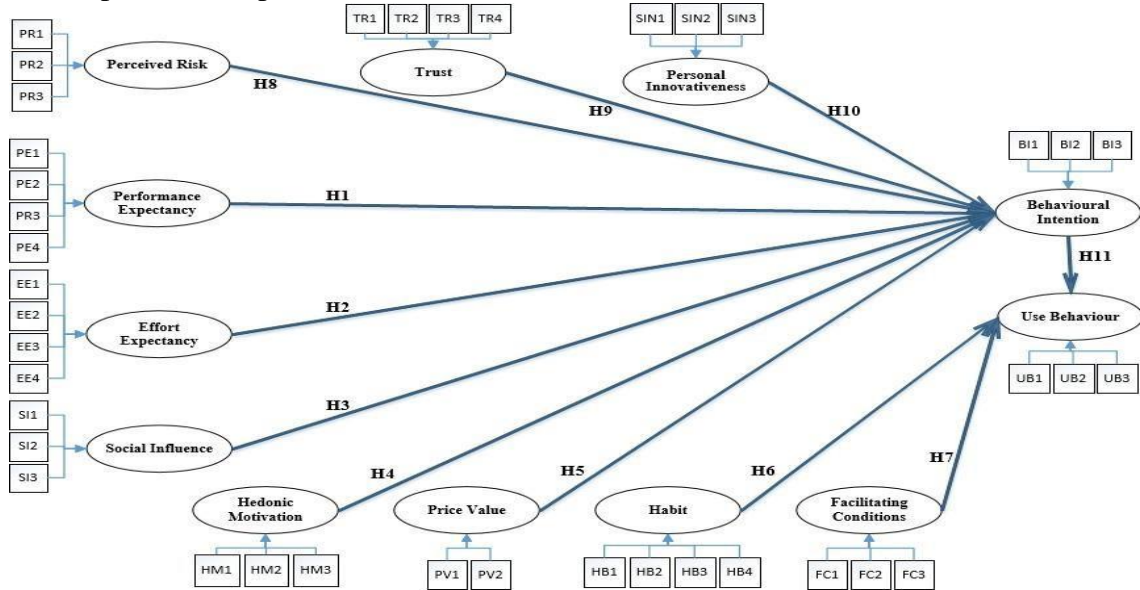 TR1 TR2 TR3 TR4
SIN1 SIN2 SIN3
PR1
PR2
PR3
Perceived Risk
Trust
Personal
Innovativeness
H8
H9
H10
BI1 BI2 BI3
PE1
PE2
PR3
PE4
Performance
Expectancy
H1
Behavioural
Intention
H11
EE1
EE2
EE3
EE4
Effort
Expectancy
H2
Use Behaviour
UB1 UB2 UB3
SI1
SI2
SI3
Social Influence
H3
H4
H5
H6
H7
Hedonic
Motivation
Price Value
Habit
Facilitating
Conditions
HM1 HM2 HM3
PV1 PV2
HB1 HB2 HB3 HB4
FC1 FC2 FC3